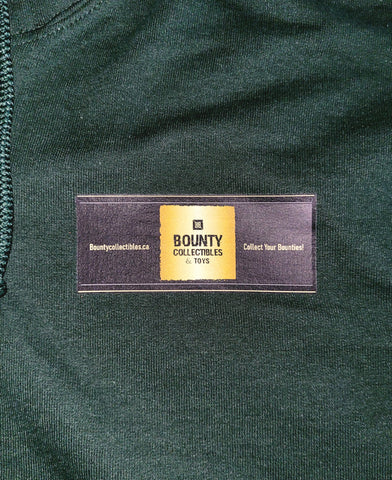 Bountycollectibles.ca
BOUNTY
COLLECTIBLES
& TOYS
Collect Your Bounties!